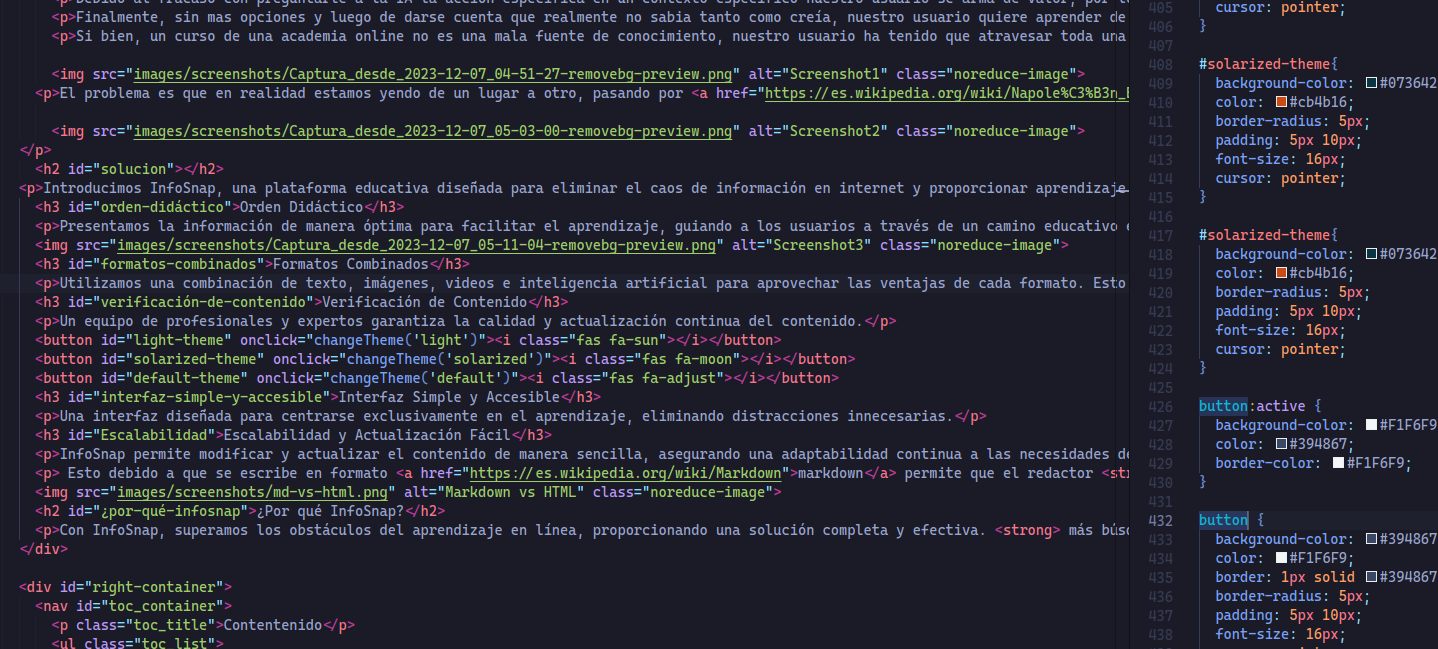 <p>Debido al fracaso con preguntarle a la IA la acción específica en un contexto específico nuestro usuario se arma de valor, por
<p>Finalmente, sin mas opciones y luego de darse cuenta que realmente no sabia tanto como creía, nuestro usuario quiere aprender de
<p>Si bien, un curso de una academia online no es una mala fuente de conocimiento, nuestro usuario ha tenido que atravesar toda una
<img src="images/screenshots/Captura_desde_2023-12-07_04-51-27-removebg-preview.png" alt="Screenshot1" class="noreduce-image">
<p>El problema es que en realidad estamos yendo de un lugar a otro, pasando por <a href="https://es.wikipedia.org/wiki/Napole%C3%B3n_
<img src="images/screenshots/Captura_desde_2023-12-07_05-03-00-removebg-preview.png" alt="Screenshot2" class="noreduce-image">
</p>
<h2 id="solucion"></h2>
<p>Introducimos InfoSnap, una plataforma educativa diseñada para eliminar el caos de información en internet y proporcionar aprendizaje
<h3 id="orden-didáctico">Orden Didáctico</h3>
<p>Presentamos la información de manera óptima para facilitar el aprendizaje, guiando a los usuarios a través de un camino educativo
<img src="images/screenshots/Captura_desde_2023-12-07_05-11-04-removebg-preview.png" alt="Screenshot3" class="noreduce-image">
<h3 id="formatos-combinados">Formatos Combinados</h3>
<p>Utilizamos una combinación de texto, imágenes, videos e inteligencia artificial para aprovechar las ventajas de cada formato. Esto
<h3 id="verificación-de-contenido">Verificación de Contenido</h3>
<p>Un equipo de profesionales y expertos garantiza la calidad y actualización continua del contenido.</p>
<button id="light-theme" onclick="changeTheme('light')"><i class="fas fa-sun"></i></button>
<button id="solarized-theme" onclick="changeTheme('solarized')"><i class="fas fa-moon"></i></button>
<button id="default-theme" onclick="changeTheme('default')"><i class="fas fa-adjust"></i></button>
<h3 id="interfaz-simple-y-accesible">Interfaz Simple y Accesible</h3>
<p>Una interfaz diseñada para centrarse exclusivamente en el aprendizaje, eliminando distracciones innecesarias.</p>
<h3 id="Escalabilidad">Escalabilidad y Actualización Fácil</h3>
<p>InfoSnap permite modificar y actualizar el contenido de manera sencilla, asegurando una adaptabilidad continua a las necesidades
<p> Esto debido a que se escribe en formato <a href="https://es.wikipedia.org/wiki/Markdown">markdown</a> permite que el redactor <str
<img src="images/screenshots/md-vs-html.png" alt="Markdown vs HTML" class="noreduce-image">
<h2 id="¿por-qué-infosnap">¿Por qué InfoSnap?</h2>
<p>Con InfoSnap, superamos los obstáculos del aprendizaje en línea, proporcionando una solución completa y efectiva. <strong> más búsc
</div>
<div id="right-container">
<nav id="toc_container">
<p class="toc_title">Contentenido</p>
<ul class="toc_list">
405 cursor: pointer;
406 }
407
408 #solarized-theme{
409 background-color: #073642
410 color: #cb4b16;
411 border-radius: 5px;
412 padding: 5px 10px;
413 font-size: 16px;
414 cursor: pointer;
415 }
416
417 #solarized-theme{
418 background-color: #073642
419 color: #cb4b16;
420 border-radius: 5px;
421 padding: 5px 10px;
422 font-size: 16px;
423 cursor: pointer;
424 }
425
426 button:active {
427 background-color: #F1F6F9
428 color: #394867;
429 border-color: #F1F6F9;
430 }
431
432 button {
433 background-color: #394867
434 color: #F1F6F9;
435 border: 1px solid #394867
436 border-radius: 5px;
437 padding: 5px 10px;
438 font-size: 16px;